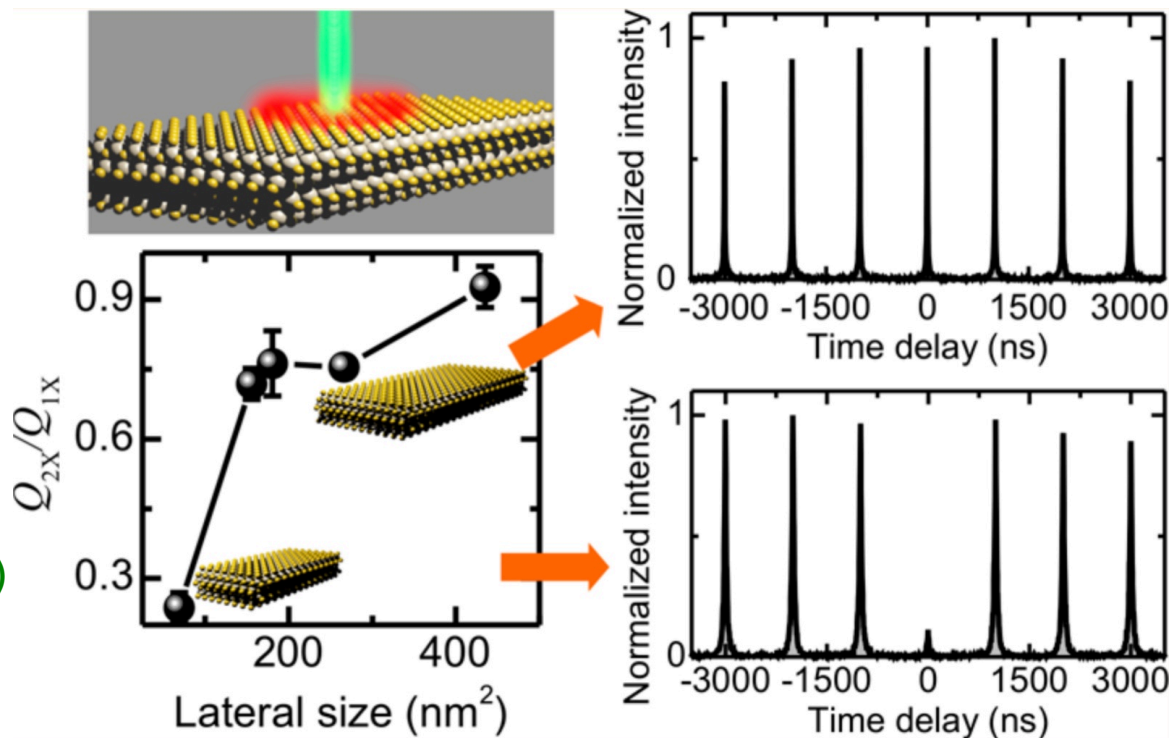 1
Normalized intensity
0
-3000 -1500 0 1500 3000
Time delay (ns)
0.9
0.6
0.3
Q2X/Q1X
200 400
Lateral size (nm²)
)
1
Normalized intensity
0
-3000 -1500 0 1500 3000
Time delay (ns)